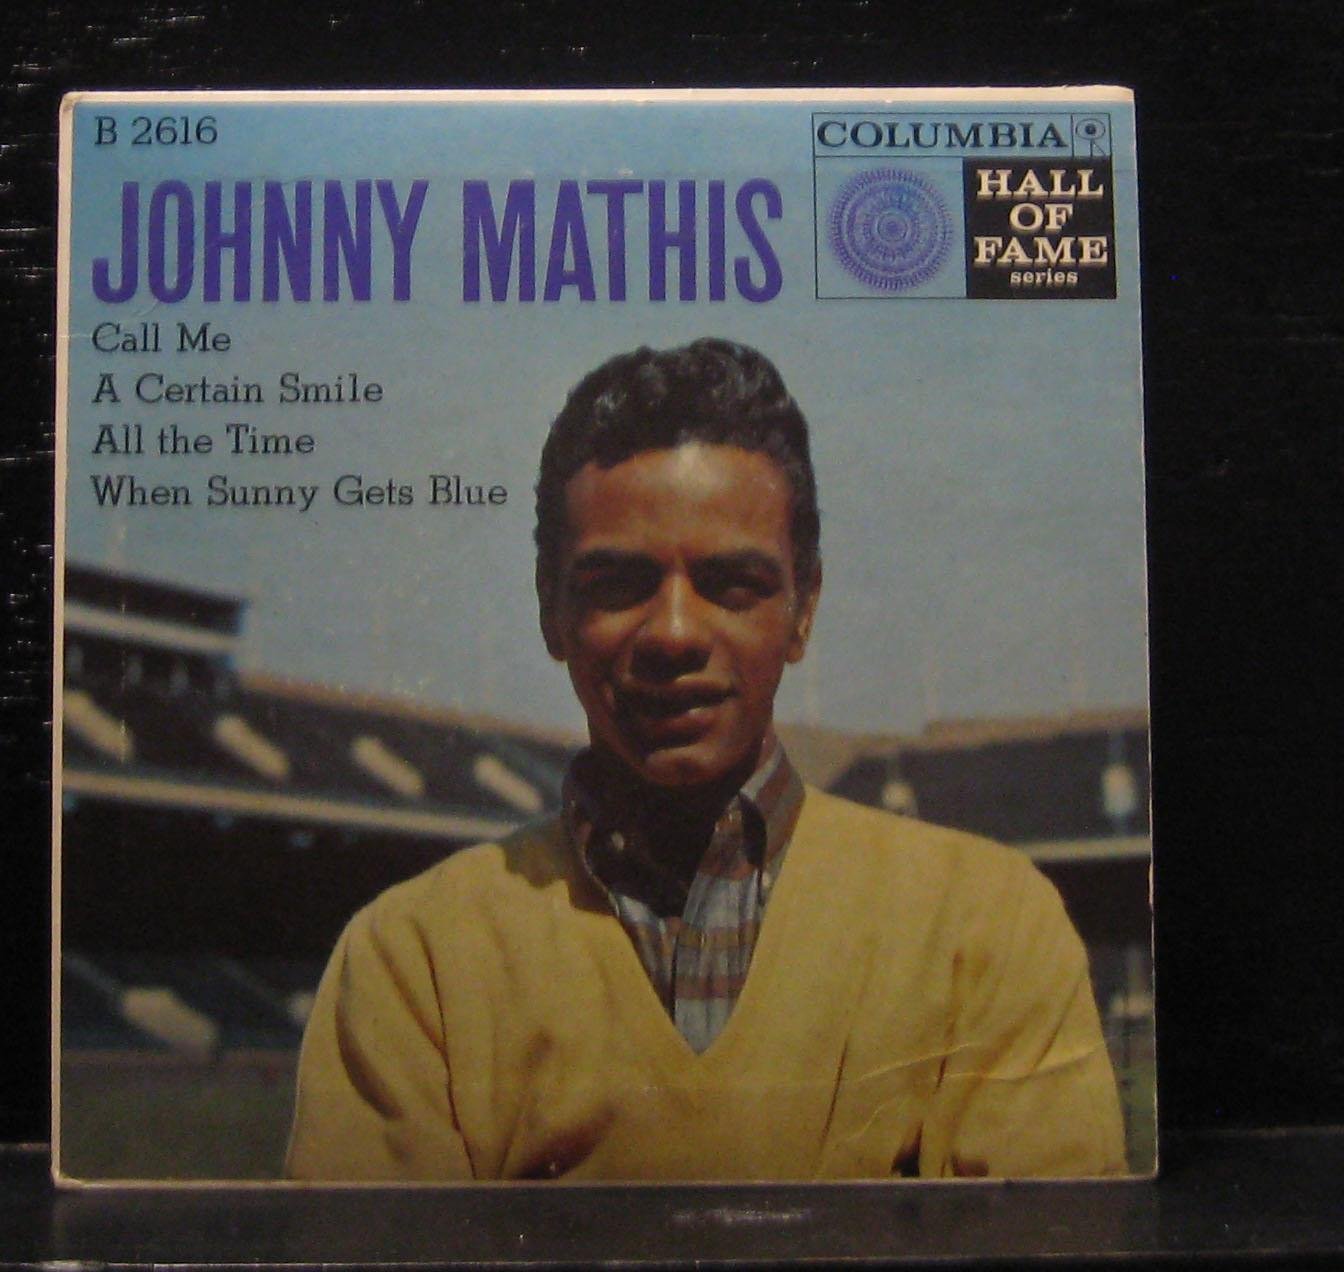 B 2616
JOHNNY MATHIS
Call Me
A Certain Smile
All the Time
When Sunny Gets Blue
COLUMBIA
HALL
OF
FAME
series